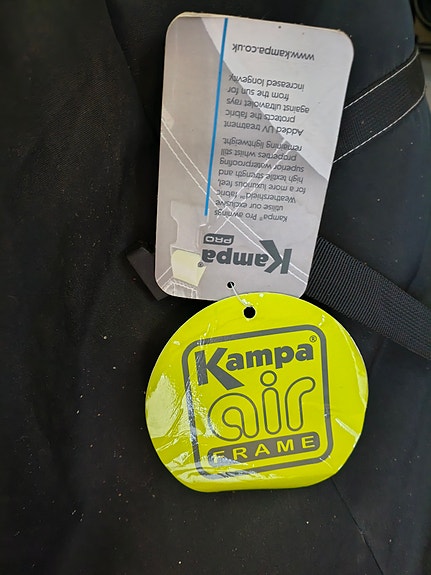 Kampa®
PRO
Kampa® Pro awnings
utilise our exclusive
Weathershield™ fabric
for a more luxurious feel,
high textile strength and
superior waterproofing
properties whilst still
remaining lightweight.
Added UV treatment
protects the fabric
against ultraviolet rays
from the sun for
increased longevity
www.kampa.co.uk
Kampa®
air
FRAME